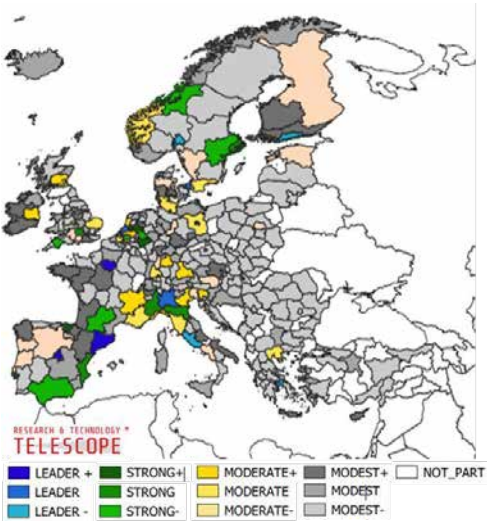 RESEARCH & TECHNOLOGY
TELESCOPE
LEADER + STRONG+ MODERATE+ MODEST+ NOT_PART
LEADER STRONG MODERATE MODEST
LEADER - STRONG- MODERATE- MODEST-